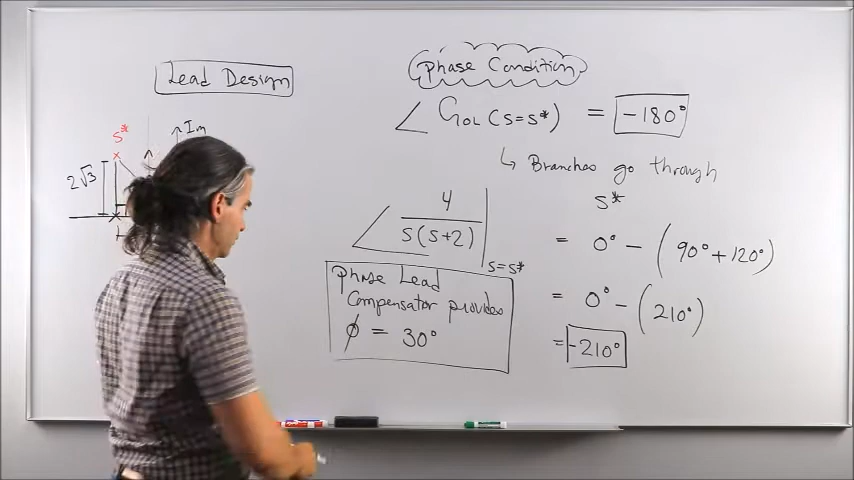 Lead Design
Phase Condition
∠ G_OL (s=s*) = -180°
↳ Branches go through
s*
s*
Im
2√3
∠ 4/(s(s+2)) |s=s* = 0° - (90° + 120°)
= 0° - (210°)
= -210°
Phase Lead
Compensator provides
ϕ = 30°